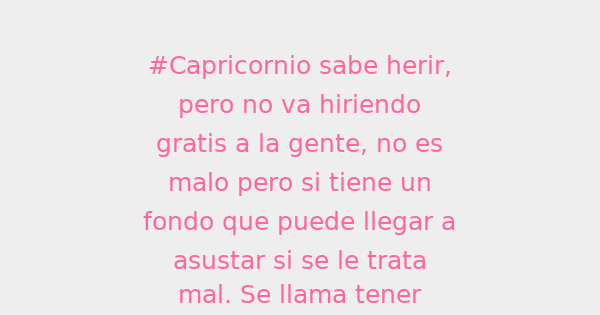 #Capricornio sabe herir,
pero no va hiriendo
gratis a la gente, no es
malo pero si tiene un
fondo que puede llegar a
asustar si se le trata
mal. Se llama tener